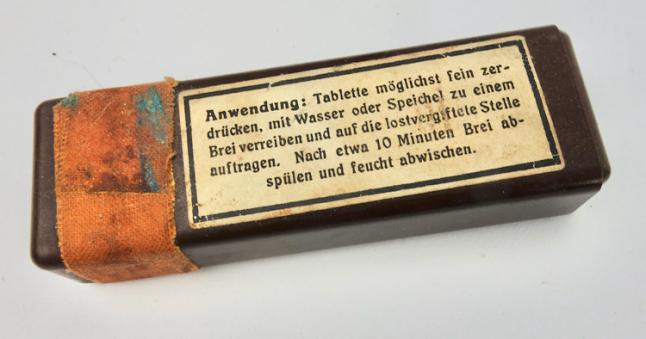 Anwendung: Tablette möglichst fein zer-
drücken, mit Wasser oder Speichel zu einem
Brei verreiben und auf die lostvergiftete Stelle
auftragen. Nach etwa 10 Minuten Brei ab-
spülen und feucht abwischen.